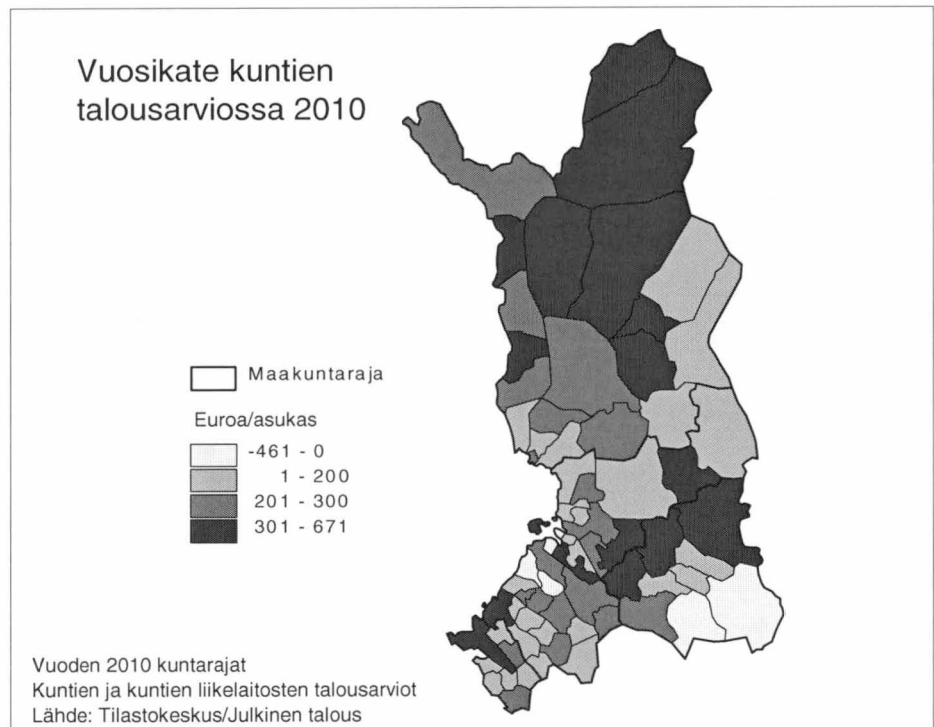 Vuosikate kuntien
talousarviossa 2010
Maakuntaraja
Euroa/asukas
-461 - 0
1 - 200
201 - 300
301 - 671
Vuoden 2010 kuntarajat
Kuntien ja kuntien liikelaitosten talousarviot
Lähde: Tilastokeskus/Julkinen talous